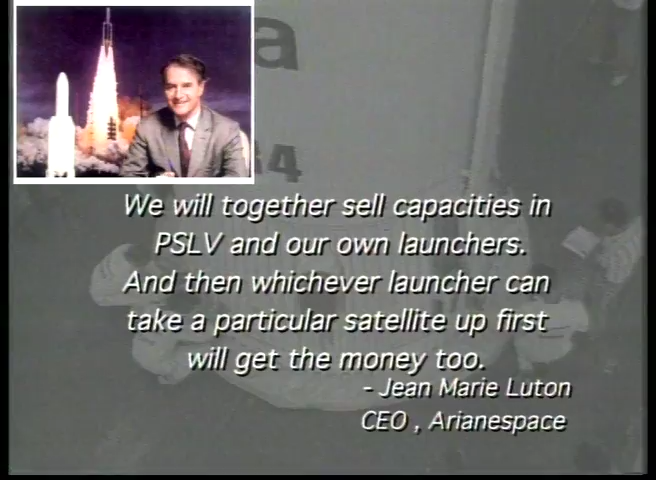 a
4
We will together sell capacities in
PSLV and our own launchers.
And then whichever launcher can
take a particular satellite up first
will get the money too.
- Jean Marie Luton
CEO , Arianespace